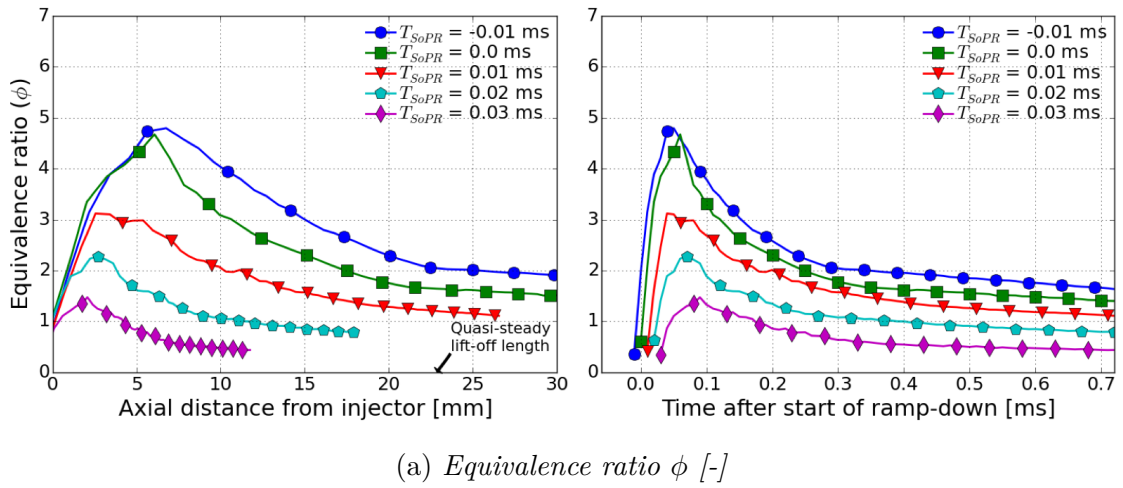 7
6
5
4
3
2
1
0
Equivalence ratio (ϕ)
T_SoPR = -0.01 ms
T_SoPR = 0.0 ms
T_SoPR = 0.01 ms
T_SoPR = 0.02 ms
T_SoPR = 0.03 ms
Quasi-steady
lift-off length
0 5 10 15 20 25 30
Axial distance from injector [mm]
7
6
5
4
3
2
1
0
T_SoPR = -0.01 ms
T_SoPR = 0.0 ms
T_SoPR = 0.01 ms
T_SoPR = 0.02 ms
T_SoPR = 0.03 ms
0.0 0.1 0.2 0.3 0.4 0.5 0.6 0.7
Time after start of ramp-down [ms]
(a) Equivalence ratio ϕ [-]